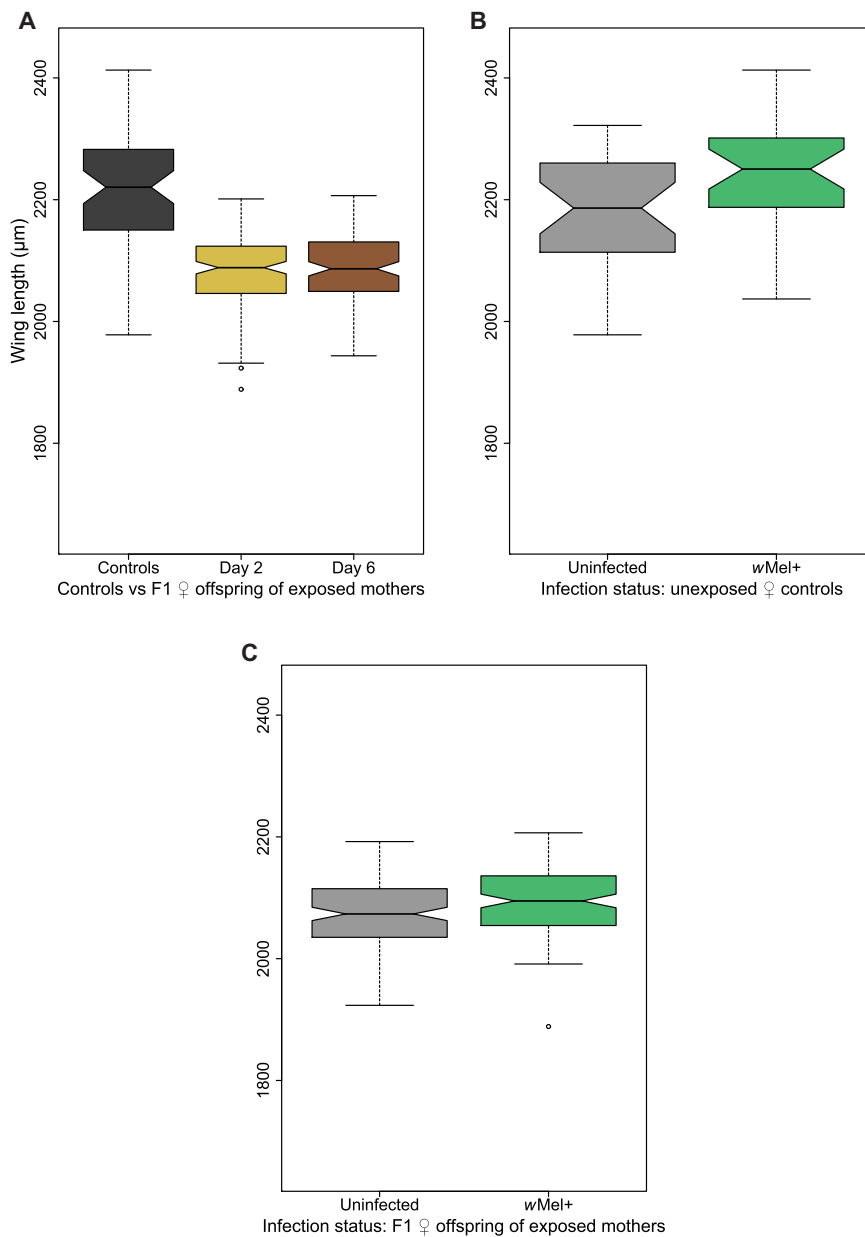 A
B
2400
2200
2000
1800
Wing length (µm)
Controls
Day 2
Day 6
Controls vs F1 ♀ offspring of exposed mothers
2400
2200
2000
1800
Uninfected
wMel+
Infection status: unexposed ♀ controls
C
2400
2200
2000
1800
Uninfected
wMel+
Infection status: F1 ♀ offspring of exposed mothers